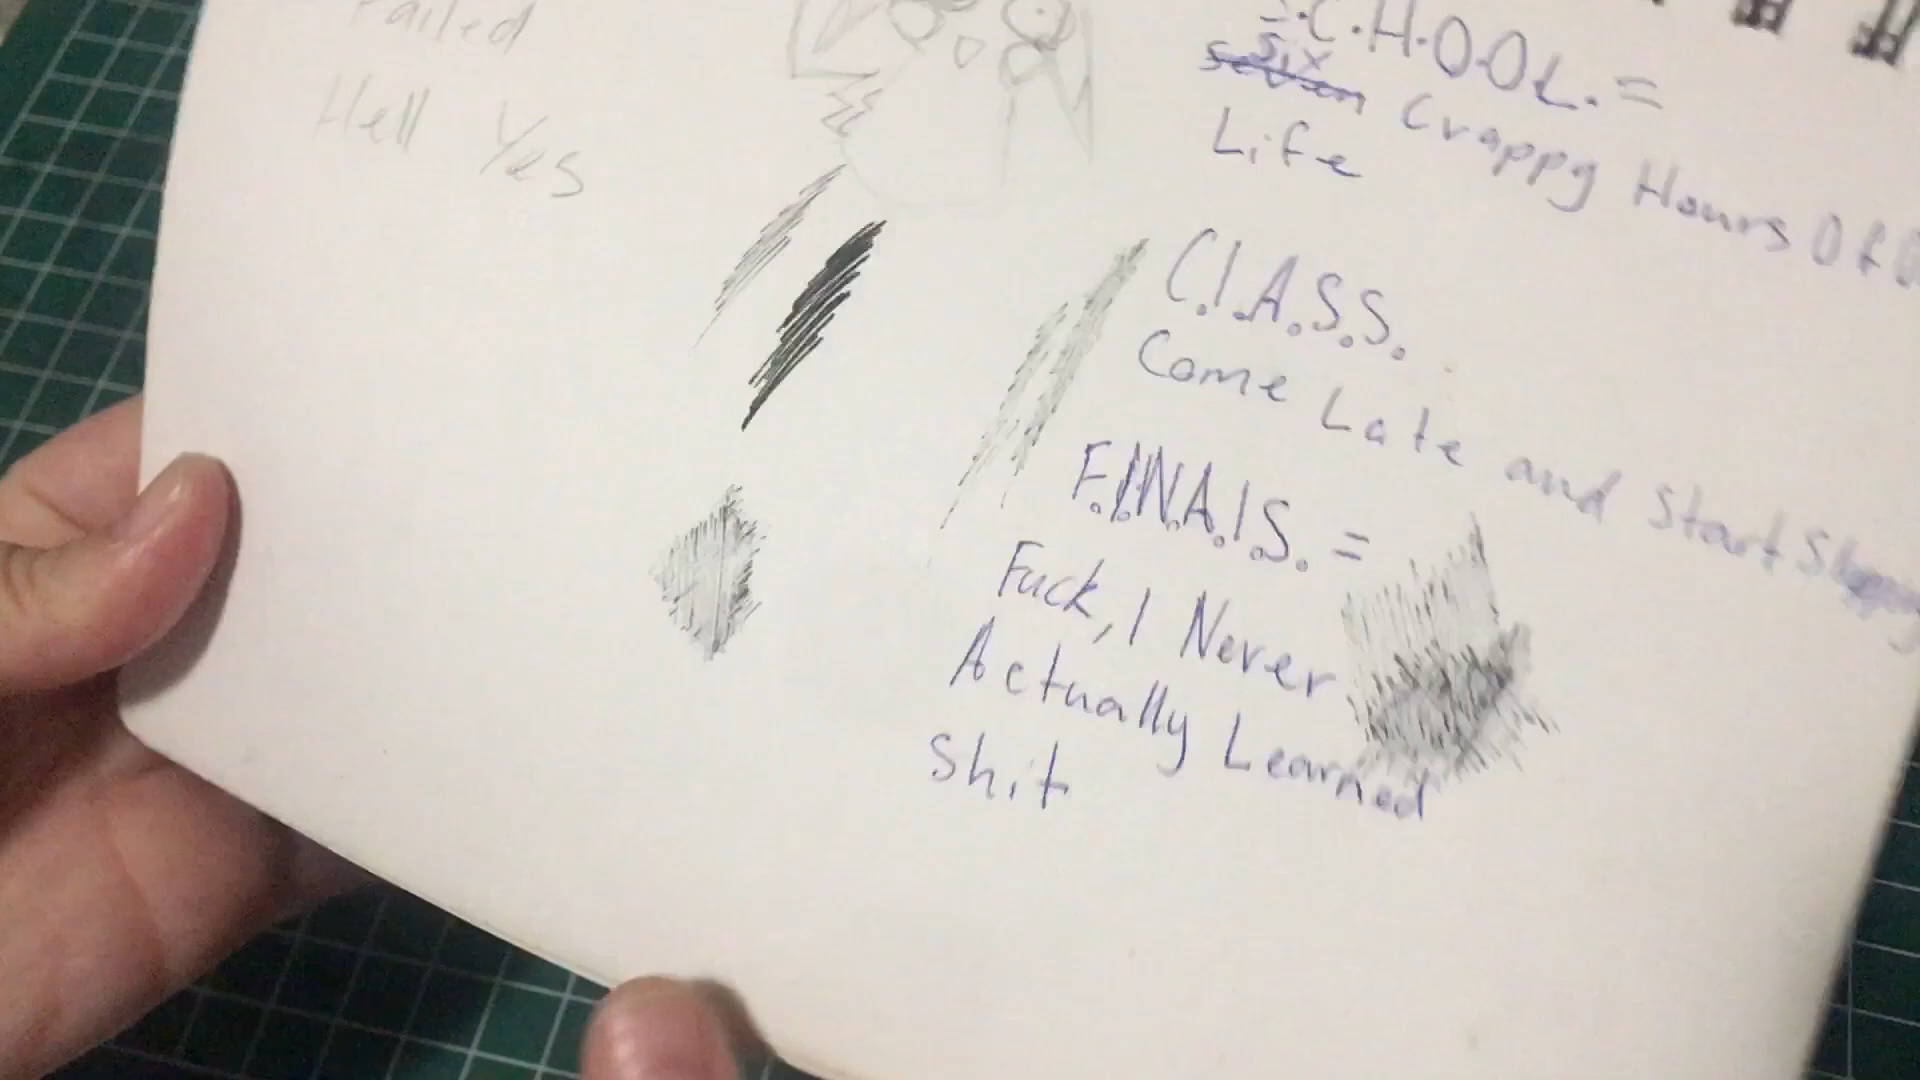 Failed
Hell Yes
S.C.H.O.O.L. =
Six
seven Crappy Hours Of
Life
C.l.A.S.S.
Come Late and Start
F.I.N.A.l.S. =
Fuck, I Never
Actually Learned
Shit